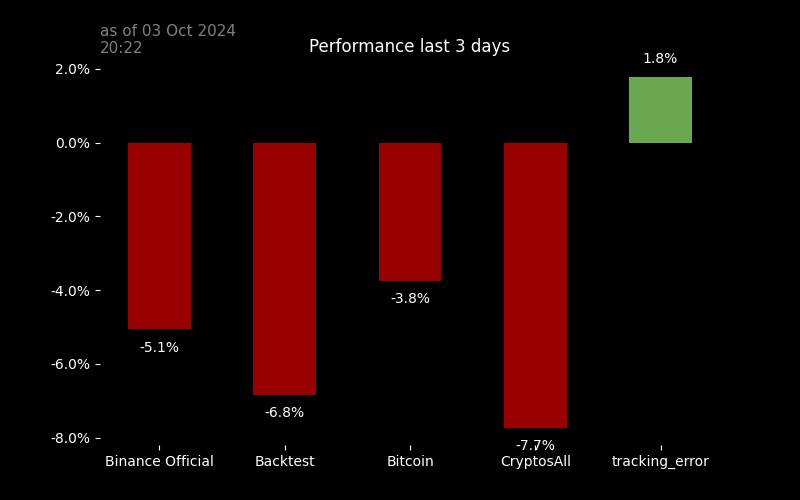 as of 03 Oct 2024
20:22
Performance last 3 days
1.8%
2.0%
0.0%
-2.0%
-4.0%
-6.0%
-8.0%
-5.1%
-6.8%
-3.8%
-7.7%
Binance Official
Backtest
Bitcoin
CryptosAll
tracking_error